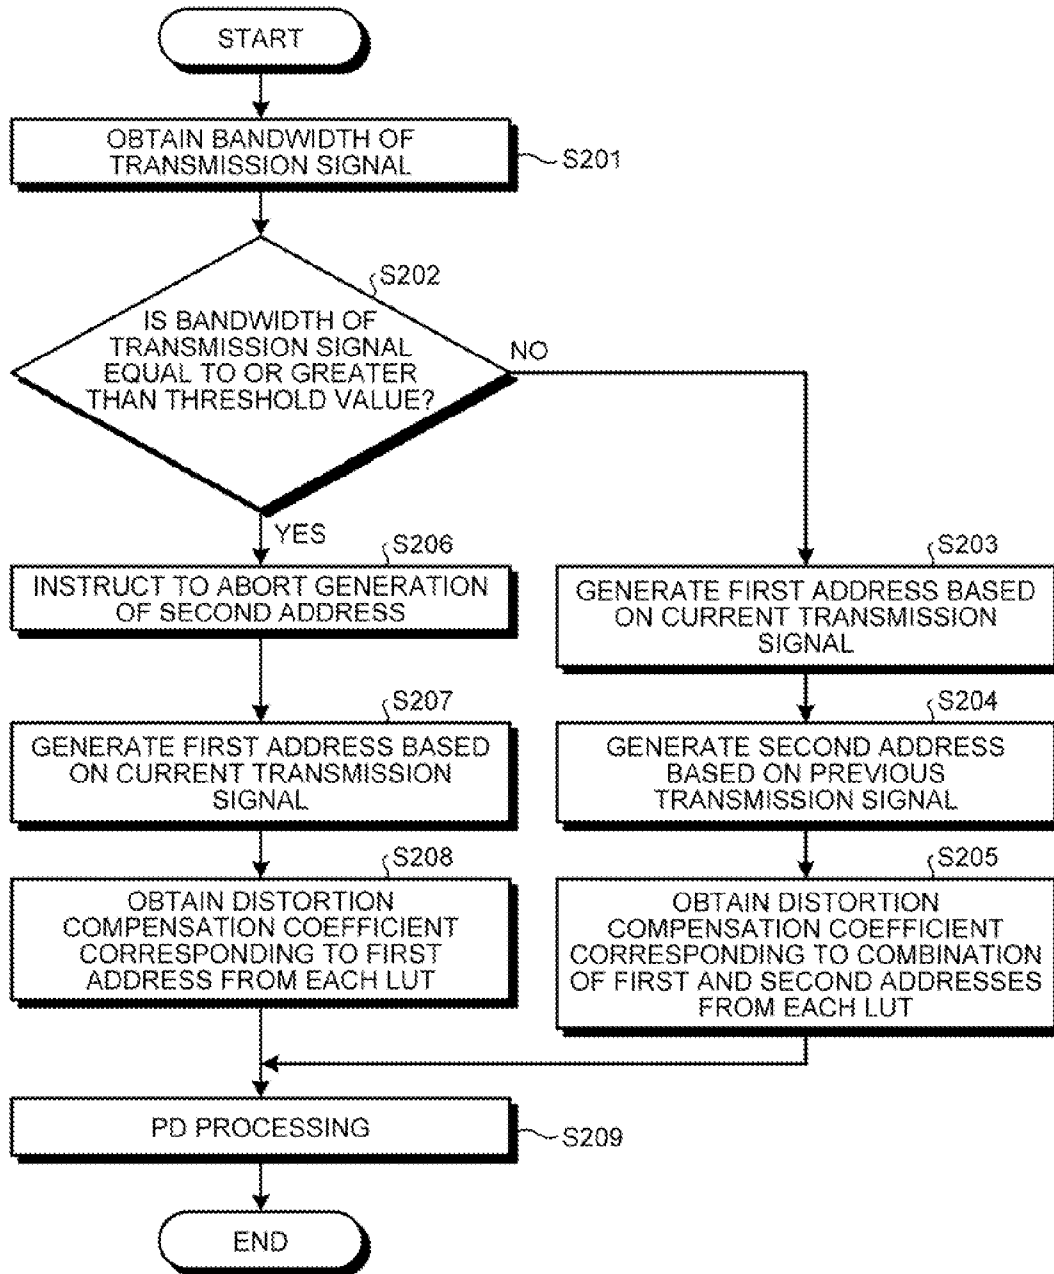 START
OBTAIN BANDWIDTH OF
TRANSMISSION SIGNAL
S201
S202
IS BANDWIDTH OF
TRANSMISSION SIGNAL
EQUAL TO OR GREATER
THAN THRESHOLD VALUE?
NO
YES
S206
INSTRUCT TO ABORT GENERATION
OF SECOND ADDRESS
S203
GENERATE FIRST ADDRESS BASED
ON CURRENT TRANSMISSION
SIGNAL
S207
GENERATE FIRST ADDRESS BASED
ON CURRENT TRANSMISSION
SIGNAL
S204
GENERATE SECOND ADDRESS
BASED ON PREVIOUS
TRANSMISSION SIGNAL
S208
OBTAIN DISTORTION
COMPENSATION COEFFICIENT
CORRESPONDING TO FIRST
ADDRESS FROM EACH LUT
S205
OBTAIN DISTORTION
COMPENSATION COEFFICIENT
CORRESPONDING TO COMBINATION
OF FIRST AND SECOND ADDRESSES
FROM EACH LUT
PD PROCESSING
S209
END